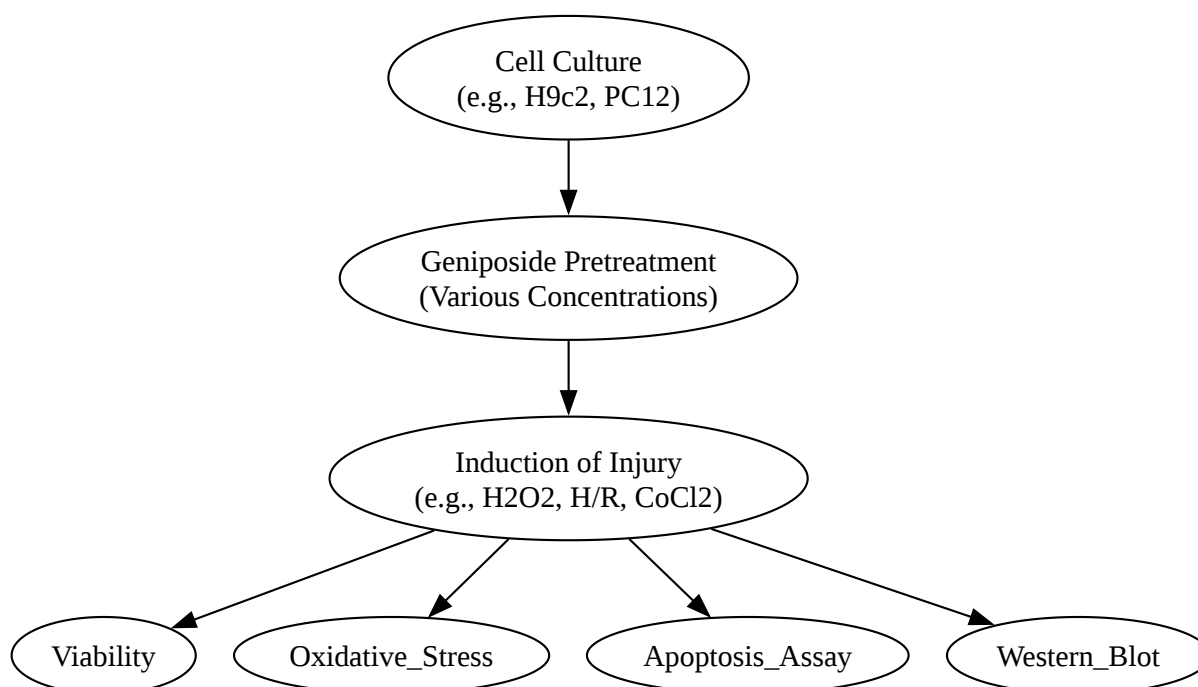 Cell Culture
(e.g., H9c2, PC12)
Geniposide Pretreatment
(Various Concentrations)
Induction of Injury
(e.g., H2O2, H/R, CoCl2)
Viability
Oxidative_Stress
Apoptosis_Assay
Western_Blot